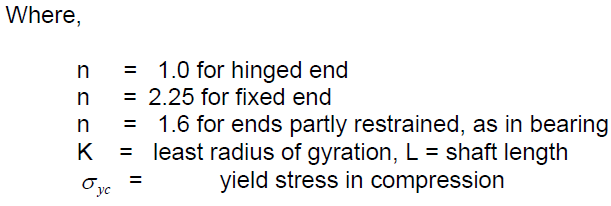 Where,
n = 1.0 for hinged end
n = 2.25 for fixed end
n = 1.6 for ends partly restrained, as in bearing
K = least radius of gyration, L = shaft length
σyc = yield stress in compression